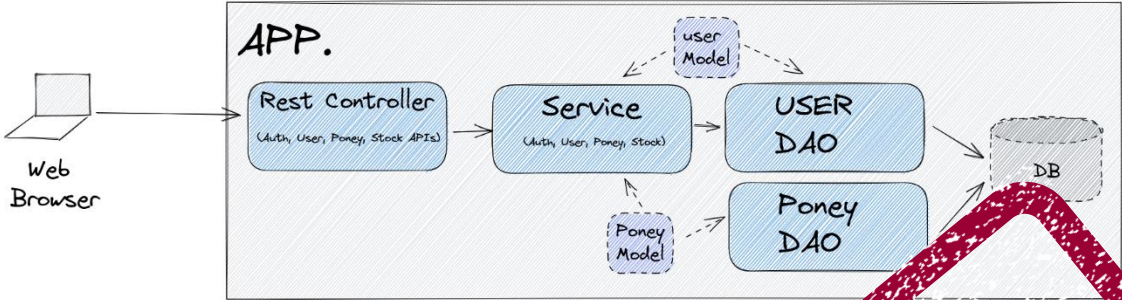 APP.
user
Model
Rest Controller
(Auth, User, Poney, Stock APIs)
Service
(Auth, User, Poney, Stock)
USER
DAO
DB
Web
Browser
Poney
Model
Poney
DAO